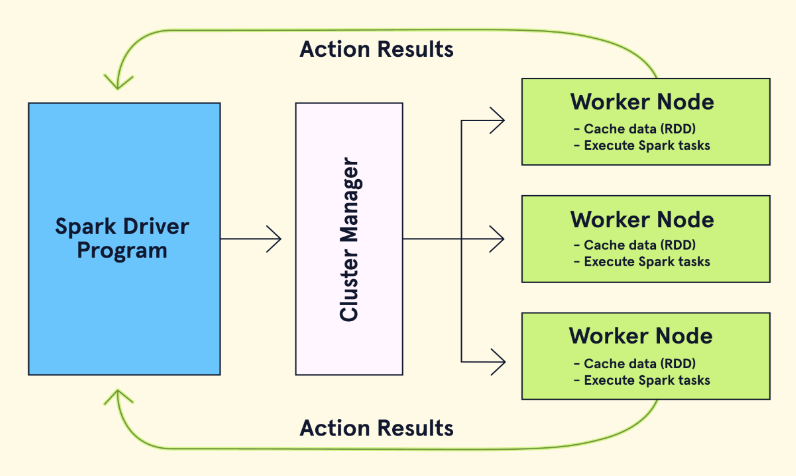 Action Results
Spark Driver
Program
Cluster Manager
Worker Node
- Cache data (RDD)
- Execute Spark tasks
Worker Node
- Cache data (RDD)
- Execute Spark tasks
Worker Node
- Cache data (RDD)
- Execute Spark tasks
Action Results